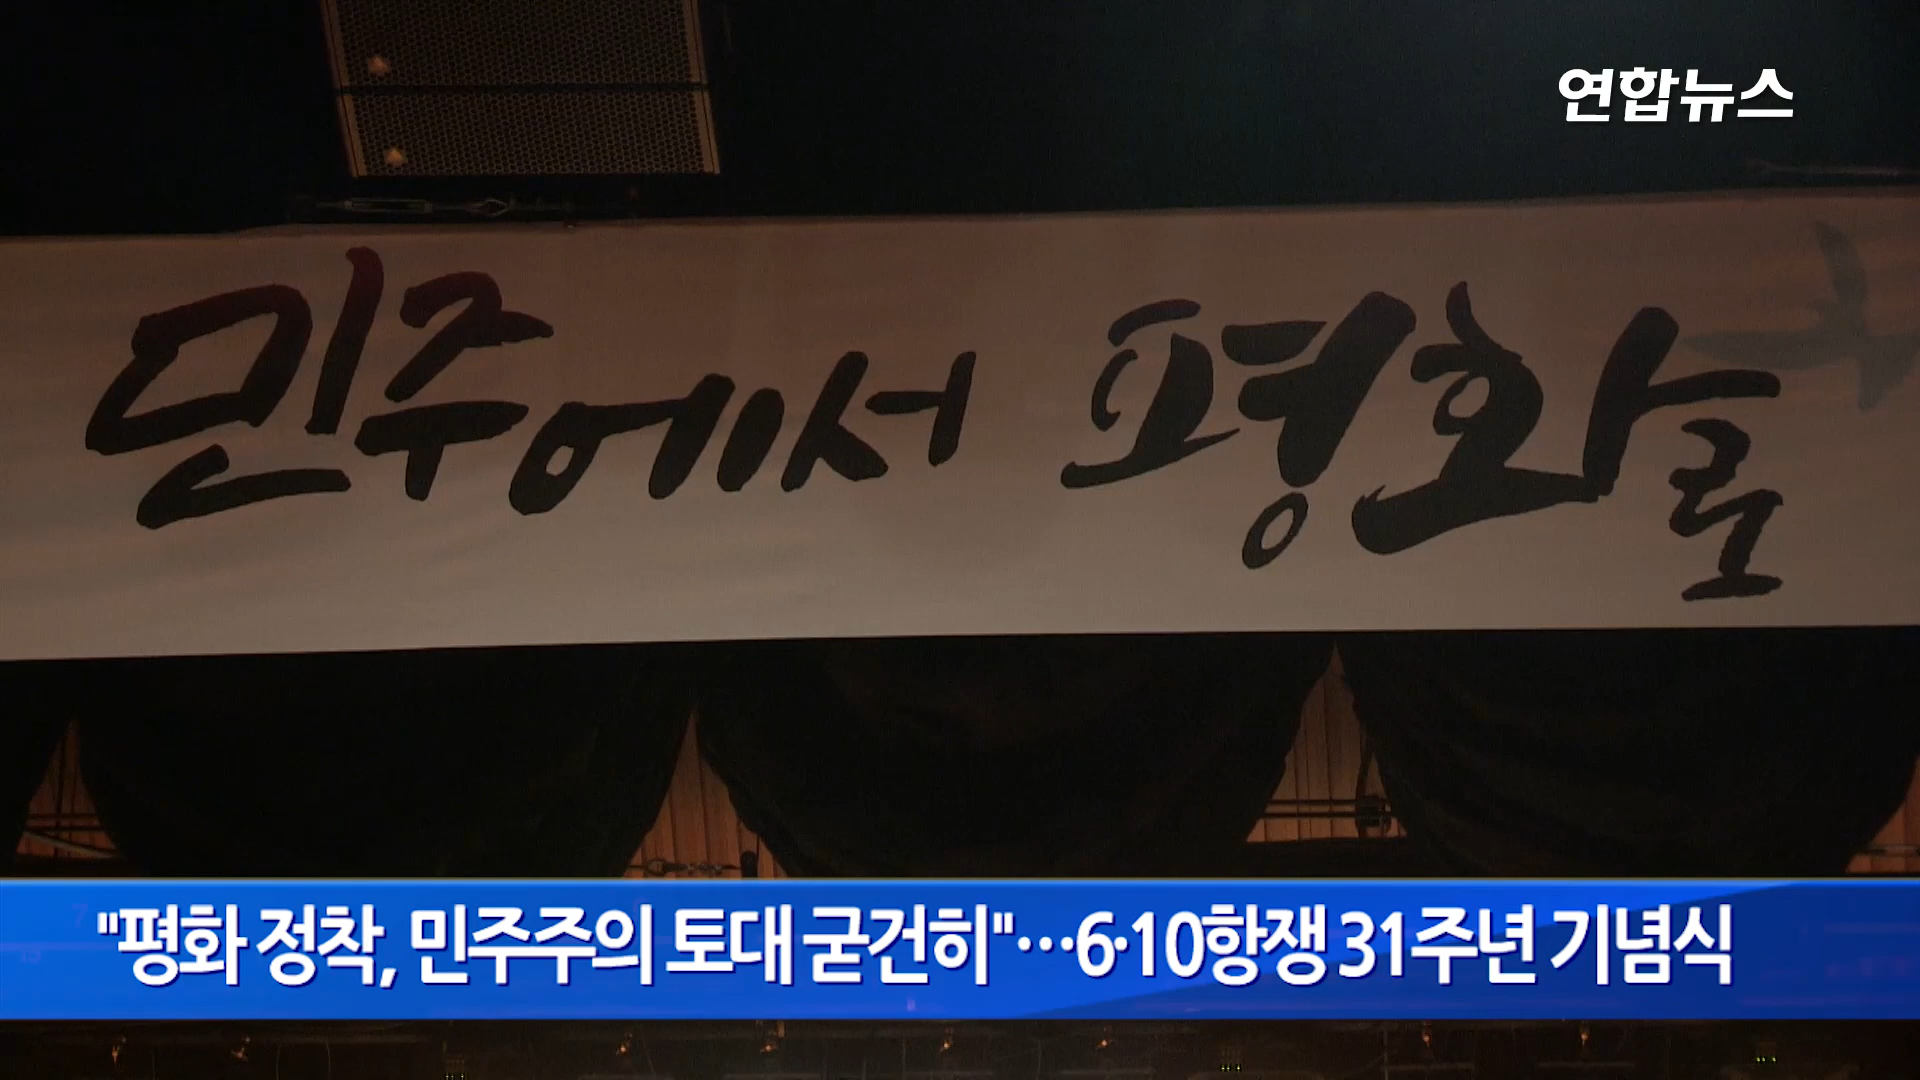 연합뉴스
민주에서 평화로
"평화 정착, 민주주의 토대 굳건히"…6·10항쟁 31주년 기념식